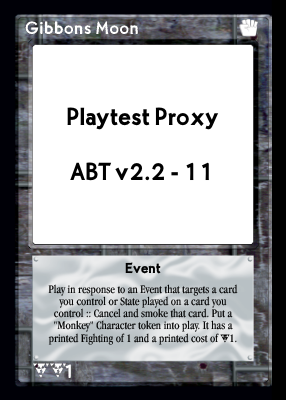 Gibbons Moon
Playtest Proxy
ABT v2.2 - 11
Event
Play in response to an Event that targets a card
you control or State played on a card you
control :: Cancel and smoke that card. Put a
"Monkey" Character token into play. It has a
printed Fighting of 1 and a printed cost of 1.
1